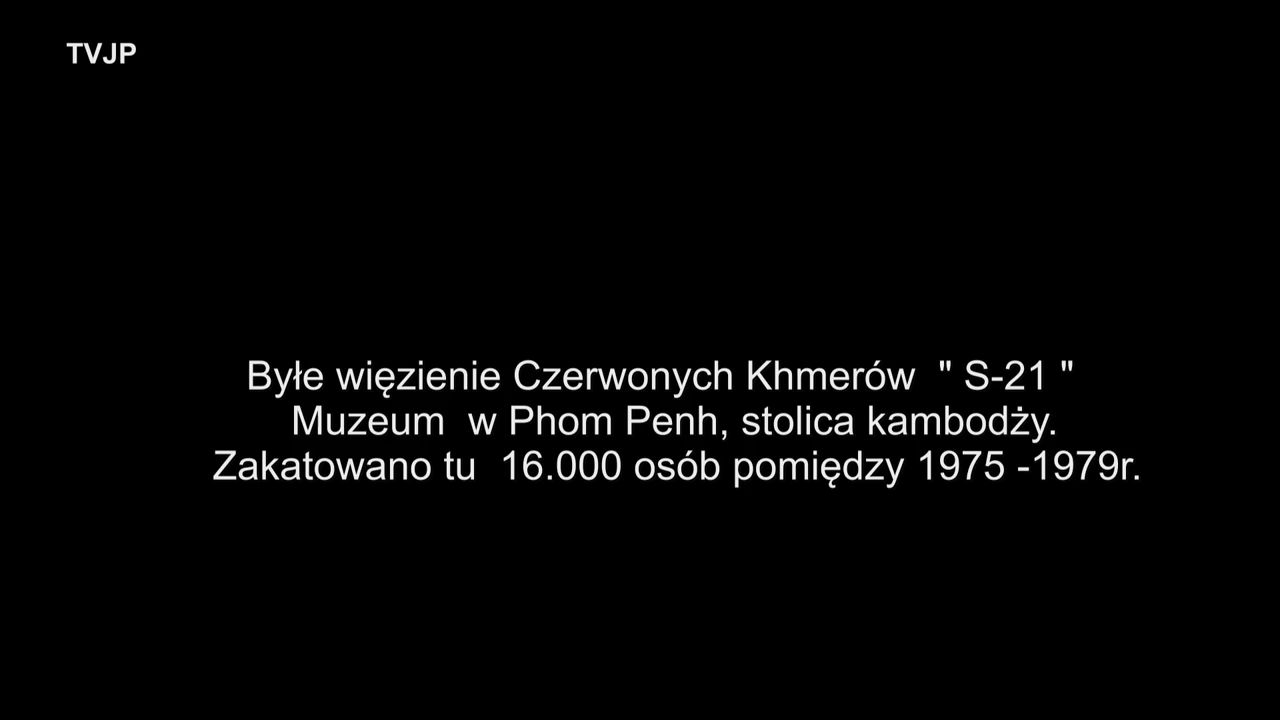 TVJP
Byłe więzienie Czerwonych Khmerów  " S-21 "
Muzeum  w Phom Penh, stolica kambodży.
Zakatowano tu  16.000 osób pomiędzy 1975 -1979r.